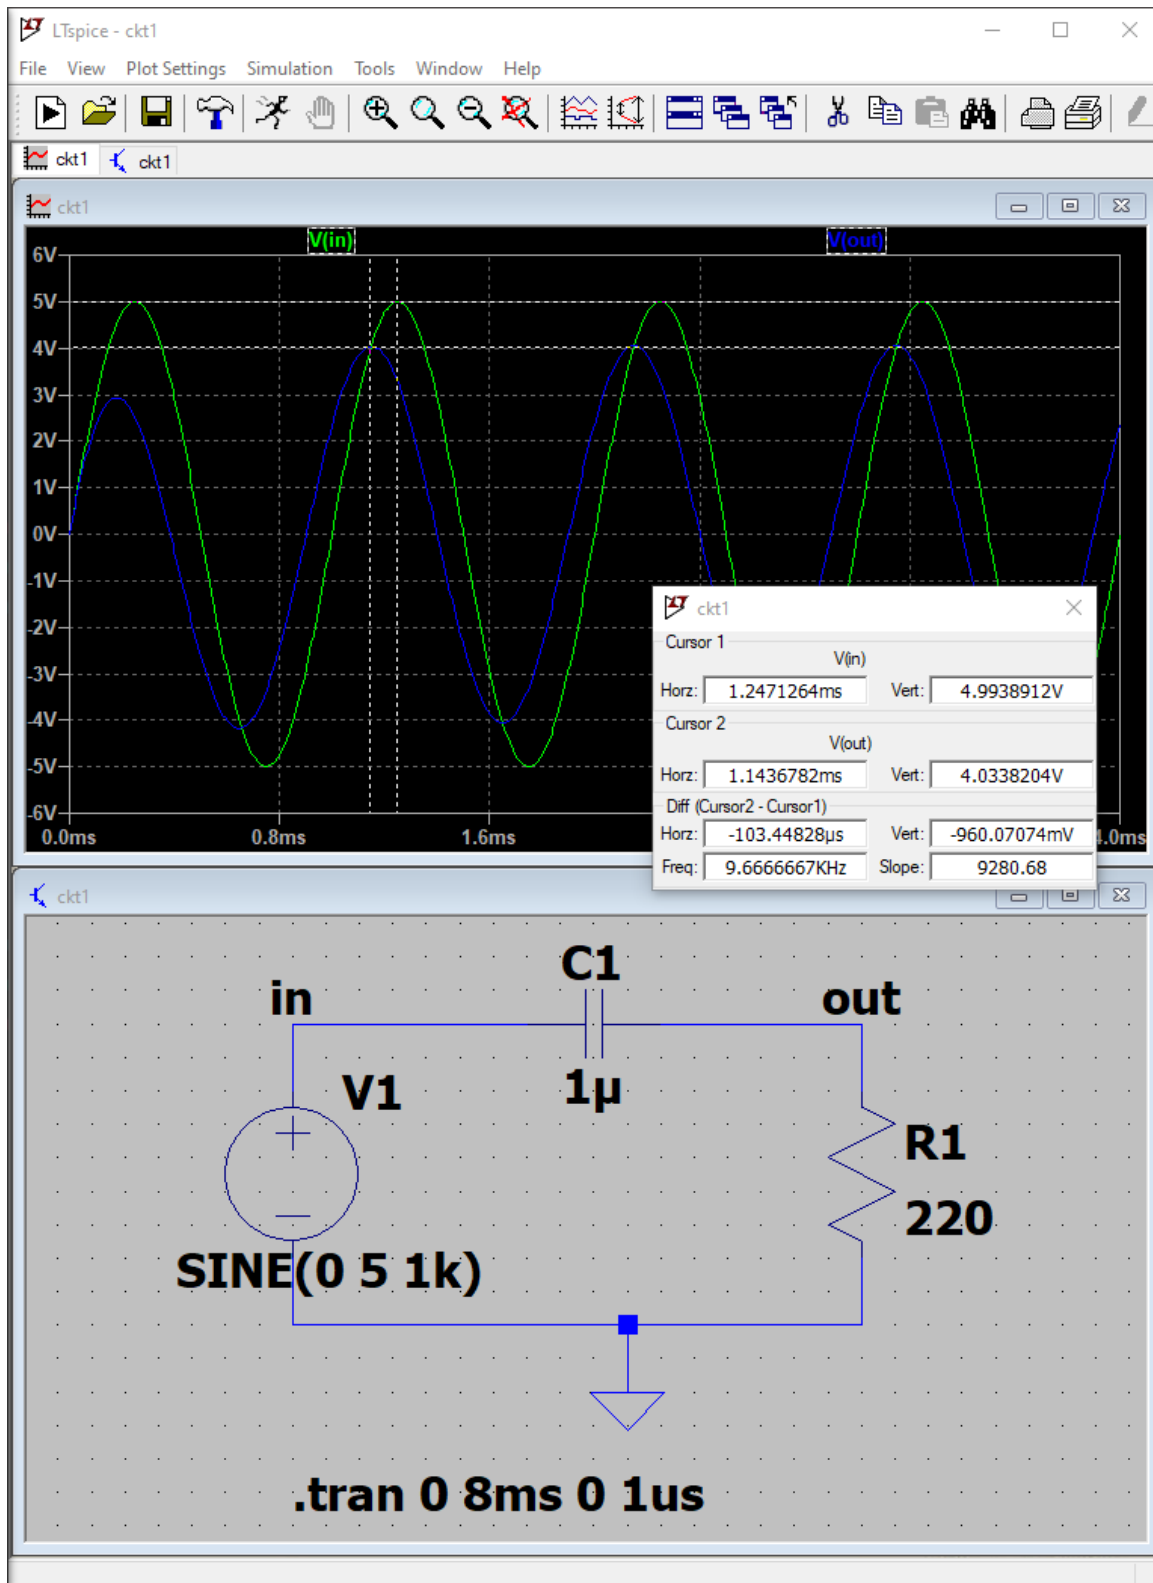 LTspice - ckt1
File View Plot Settings Simulation Tools Window Help
ckt1 ckt1
ckt1
V(in) V(out)
6V
5V
4V
3V
2V
1V
0V
-1V
-2V
-3V
-4V
-5V
-6V
0.0ms 0.8ms 1.6ms 4.0ms
ckt1
Cursor 1
V(in)
Horz: 1.2471264ms Vert: 4.9938912V
Cursor 2
V(out)
Horz: 1.1436782ms Vert: 4.0338204V
Diff (Cursor2 - Cursor1)
Horz: -103.44828µs Vert: -960.07074mV
Freq: 9.6666667KHz Slope: 9280.68
ckt1
C1
in out
1µ
V1
R1
220
SINE(0 5 1k)
.tran 0 8ms 0 1us